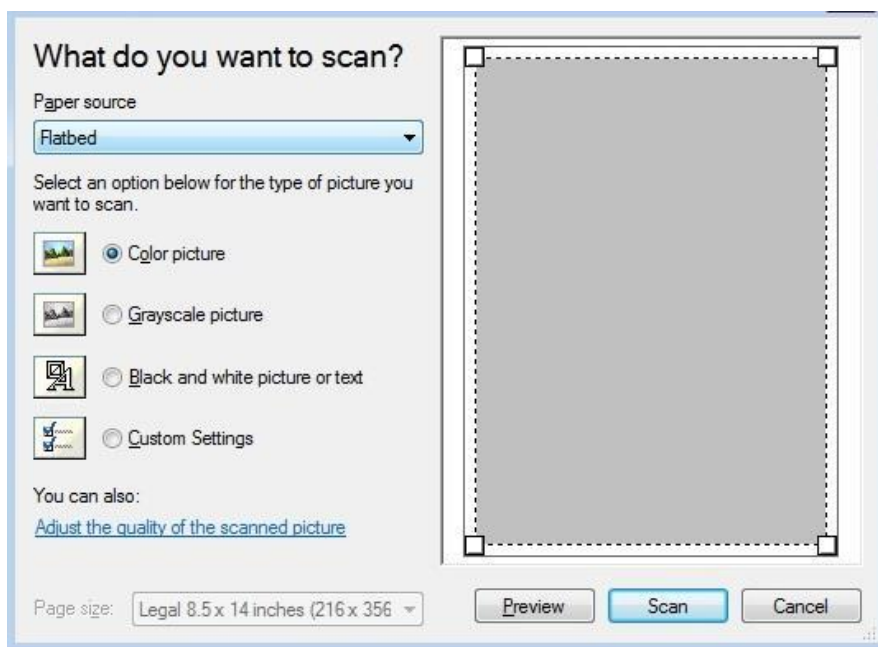 What do you want to scan?
Paper source
Flatbed
Select an option below for the type of picture you
want to scan.
Color picture
Grayscale picture
Black and white picture or text
Custom Settings
You can also:
Adjust the quality of the scanned picture
Page size: Legal 8.5 x 14 inches (216 x 356
Preview Scan Cancel